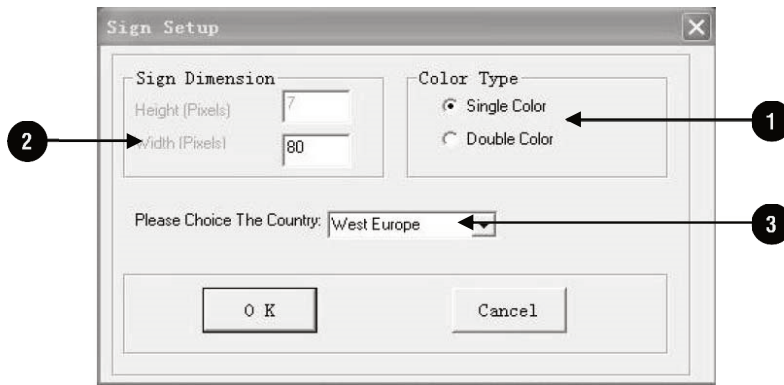 Sign Setup
Sign Dimension
Height (Pixels) 7
Width (Pixels) 80
Color Type
Single Color
Double Color
1
2
Please Choice The Country: West Europe
3
O K
Cancel